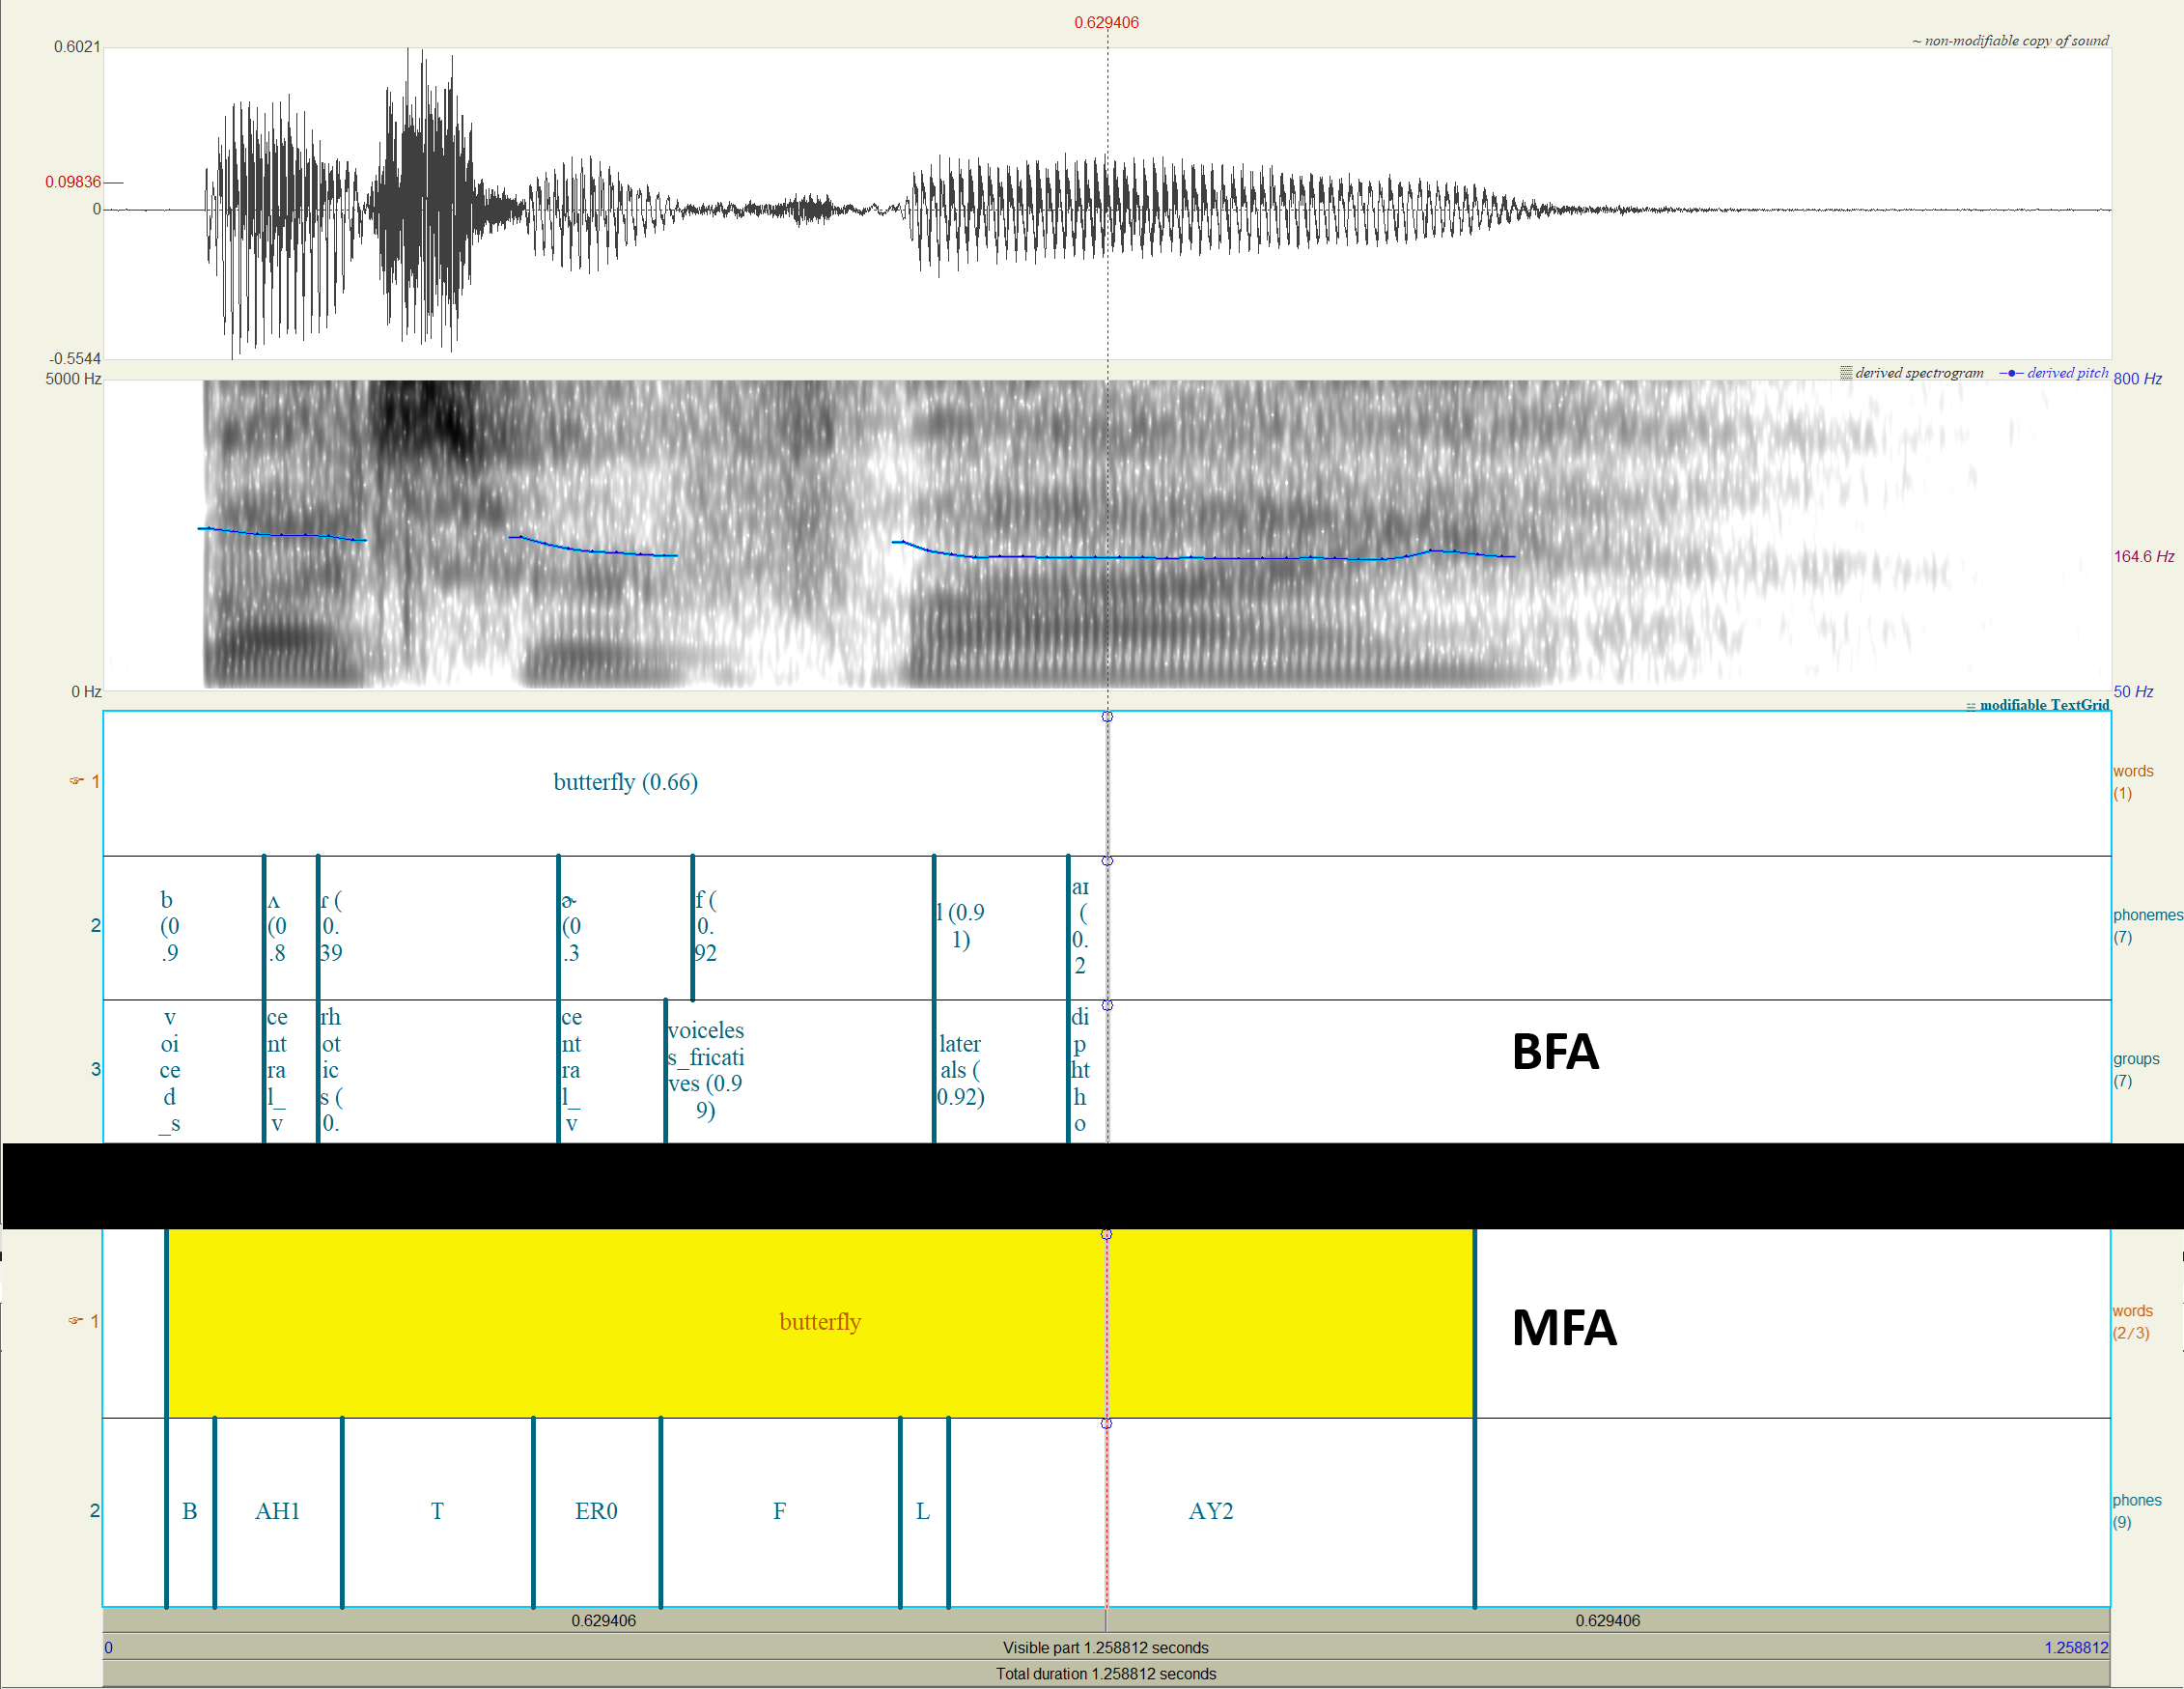 0.629406
0.6021
~ non-modifiable copy of sound
0.09836
0
-0.5544
5000 Hz
derived spectrogram
derived pitch
800 Hz
164.6 Hz
0 Hz
50 Hz
modifiable TextGrid
1
butterfly (0.66)
words
(1)
2
b
(0
.9
ʌ
(0
.8
ɾ (
0.
39
ɚ
(0
.3
f (
0.
92
l (0.9
1)
aɪ
(
0.
2
phonemes
(7)
3
v
oi
ce
d
_s
ce
nt
ra
l_
v
rh
ot
ic
s (
0.
ce
nt
ra
l_
v
voiceles
s_fricati
ves (0.9
9)
later
als (
0.92)
di
p
ht
h
o
BFA
groups
(7)
1
butterfly
MFA
words
(2/3)
2
B
AH1
T
ER0
F
L
AY2
phones
(9)
0.629406
0.629406
0
Visible part 1.258812 seconds
1.258812
Total duration 1.258812 seconds